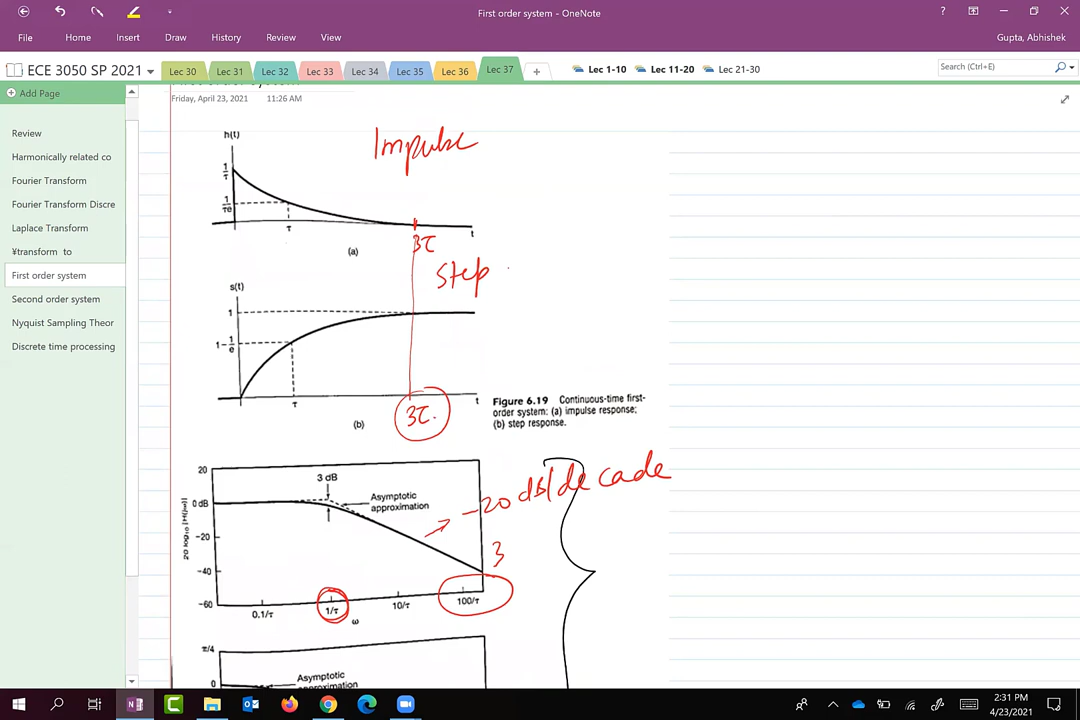 First order system - OneNote
Gupta, Abhishek
File Home Insert Draw History Review View
ECE 3050 SP 2021
Lec 30 Lec 31 Lec 32 Lec 33 Lec 34 Lec 35 Lec 36 Lec 37
Lec 1-10 Lec 11-20 Lec 21-30
Search (Ctrl+E)
Add Page
Friday, April 23, 2021 11:26 AM
Review
Harmonically related co
Fourier Transform
Fourier Transform Discre
Laplace Transform
¥transform to
First order system
Second order system
Nyquist Sampling Theor
Discrete time processing
h(t)
Impulse
1/τ
1/τe
τ
3τ
t
(a)
Step
s(t)
1
1-1/e
τ
3τ.
t
(b)
Figure 6.19 Continuous-time first-
order system: (a) impulse response;
(b) step response.
20 log₁₀ |H(jω)|
20
0 dB
-20
-40
-60
3 dB
Asymptotic
approximation
-20 dB/decade
3
0.1/τ 1/τ 10/τ 100/τ
ω
π/4
0
Asymptotic
approximation
2:31 PM
4/23/2021